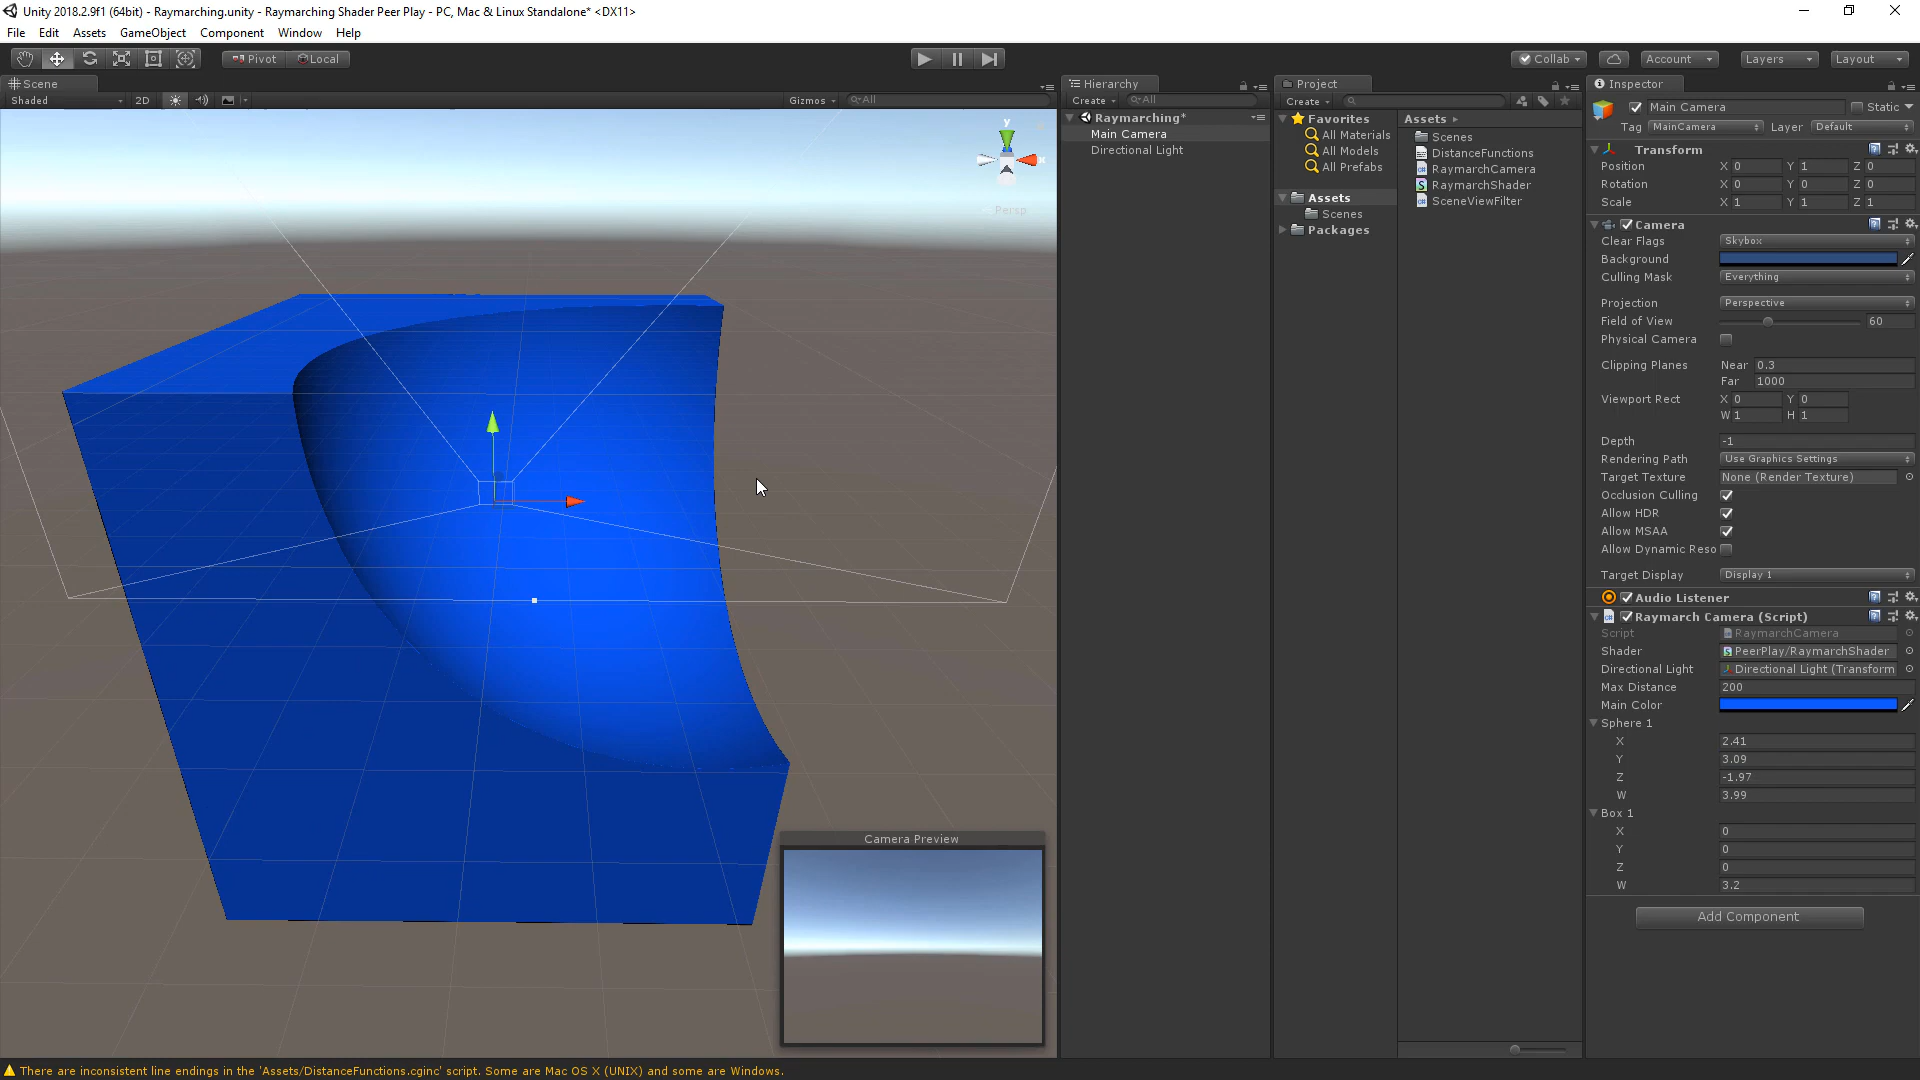 Unity 2018.2.9f1 (64bit) - Raymarching.unity - Raymarching Shader Peer Play - PC, Mac & Linux Standalone* <DX11>
File Edit Assets GameObject Component Window Help
Pivot Local Collab Account Layers Layout
Scene
Shaded 2D Gizmos All
y
x
Persp
Camera Preview
Hierarchy
Create All
Raymarching*
Main Camera
Directional Light
Project
Create
Favorites
All Materials
All Models
All Prefabs
Assets
Scenes
Packages
Assets
Scenes
DistanceFunctions
RaymarchCamera
RaymarchShader
SceneViewFilter
Inspector
Main Camera Static
Tag MainCamera Layer Default
Transform
Position X 0 Y 1 Z 0
Rotation X 0 Y 0 Z 0
Scale X 1 Y 1 Z 1
Camera
Clear Flags Skybox
Background
Culling Mask Everything
Projection Perspective
Field of View 60
Physical Camera
Clipping Planes Near 0.3
Far 1000
Viewport Rect X 0 Y 0
W 1 H 1
Depth -1
Rendering Path Use Graphics Settings
Target Texture None (Render Texture)
Occlusion Culling
Allow HDR
Allow MSAA
Allow Dynamic Reso
Target Display Display 1
Audio Listener
Raymarch Camera (Script)
Script RaymarchCamera
Shader PeerPlay/RaymarchShader
Directional Light Directional Light (Transform
Max Distance 200
Main Color
Sphere 1
X 2.41
Y 3.09
Z -1.97
W 3.99
Box 1
X 0
Y 0
Z 0
W 3.2
Add Component
There are inconsistent line endings in the 'Assets/DistanceFunctions.cginc' script. Some are Mac OS X (UNIX) and some are Windows.